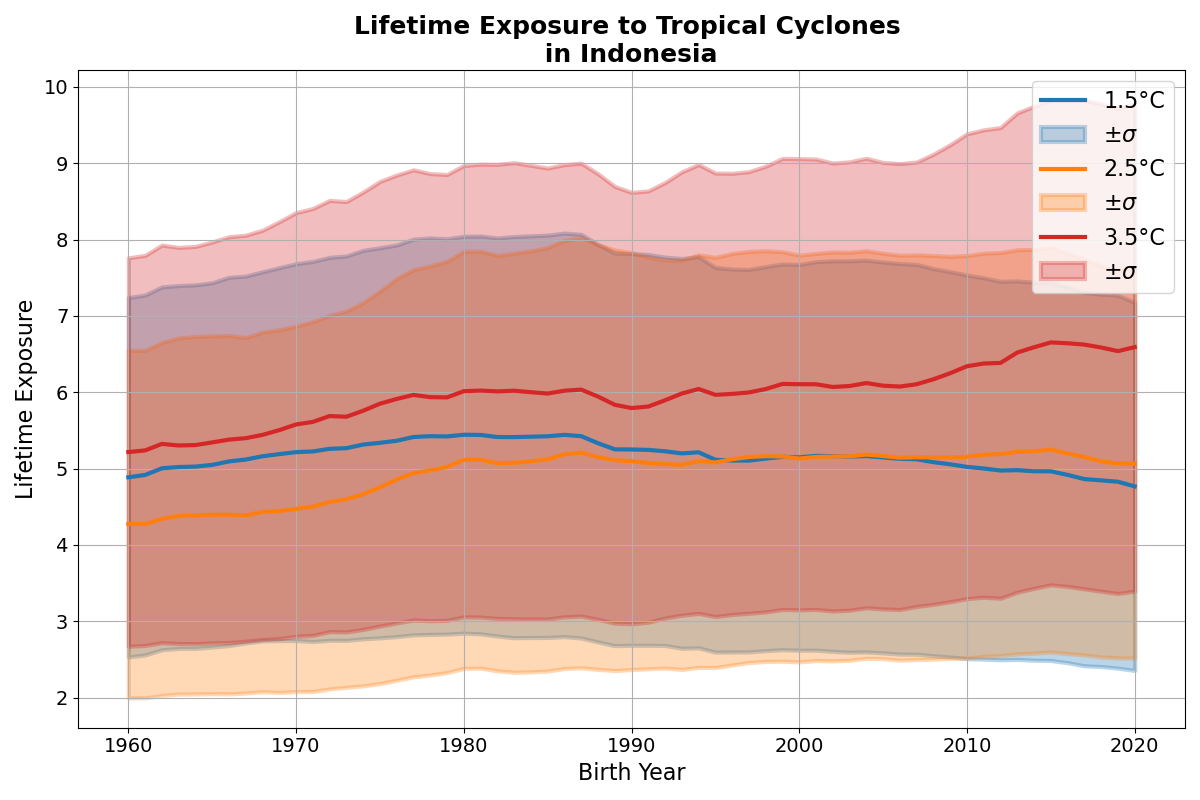 Lifetime Exposure to Tropical Cyclones
in Indonesia
10
9
8
7
6
5
4
3
2
Lifetime Exposure
1.5°C
±σ
2.5°C
±σ
3.5°C
±σ
1960 1970 1980 1990 2000 2010 2020
Birth Year